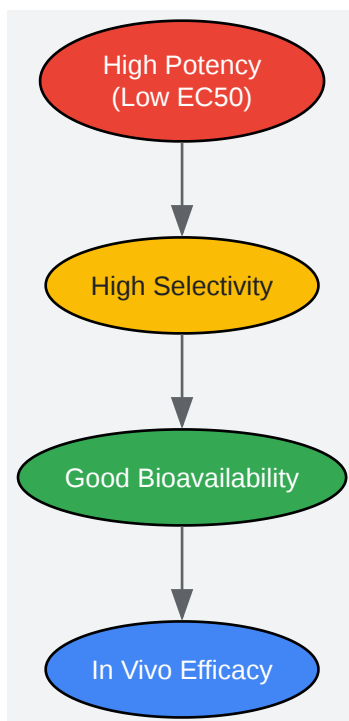 High Potency
(Low EC50)
High Selectivity
Good Bioavailability
In Vivo Efficacy